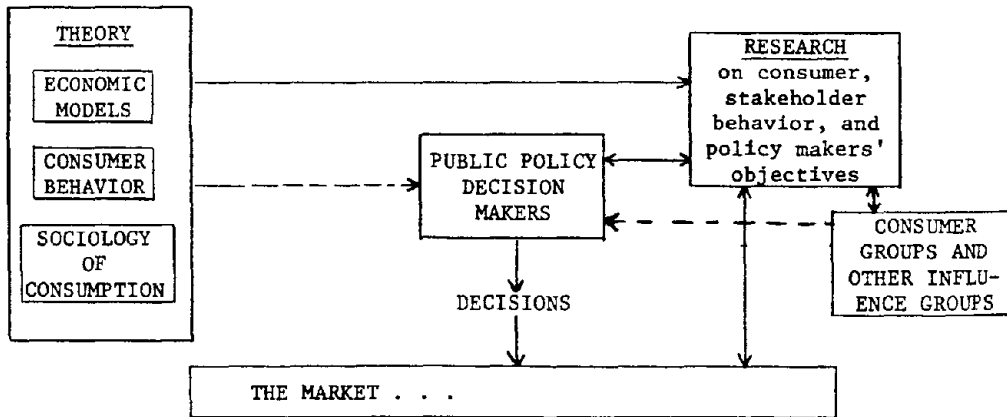 THEORY
ECONOMIC
MODELS
CONSUMER
BEHAVIOR
SOCIOLOGY
OF
CONSUMPTION
PUBLIC POLICY
DECISION
MAKERS
DECISIONS
RESEARCH
on consumer,
stakeholder
behavior, and
policy makers'
objectives
CONSUMER
GROUPS AND
OTHER INFLU-
ENCE GROUPS
THE MARKET . . .